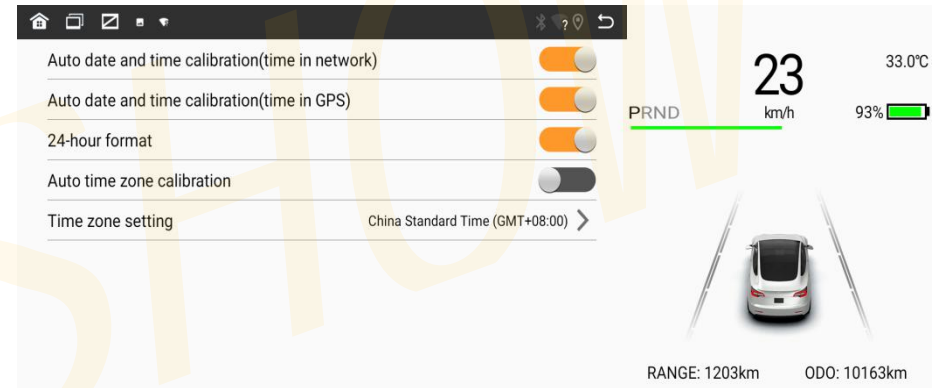 ?
Auto date and time calibration(time in network)
Auto date and time calibration(time in GPS)
24-hour format
Auto time zone calibration
Time zone setting China Standard Time (GMT+08:00)
23
km/h
33.0℃
PRND
93%
RANGE: 1203km ODO: 10163km
SHOW